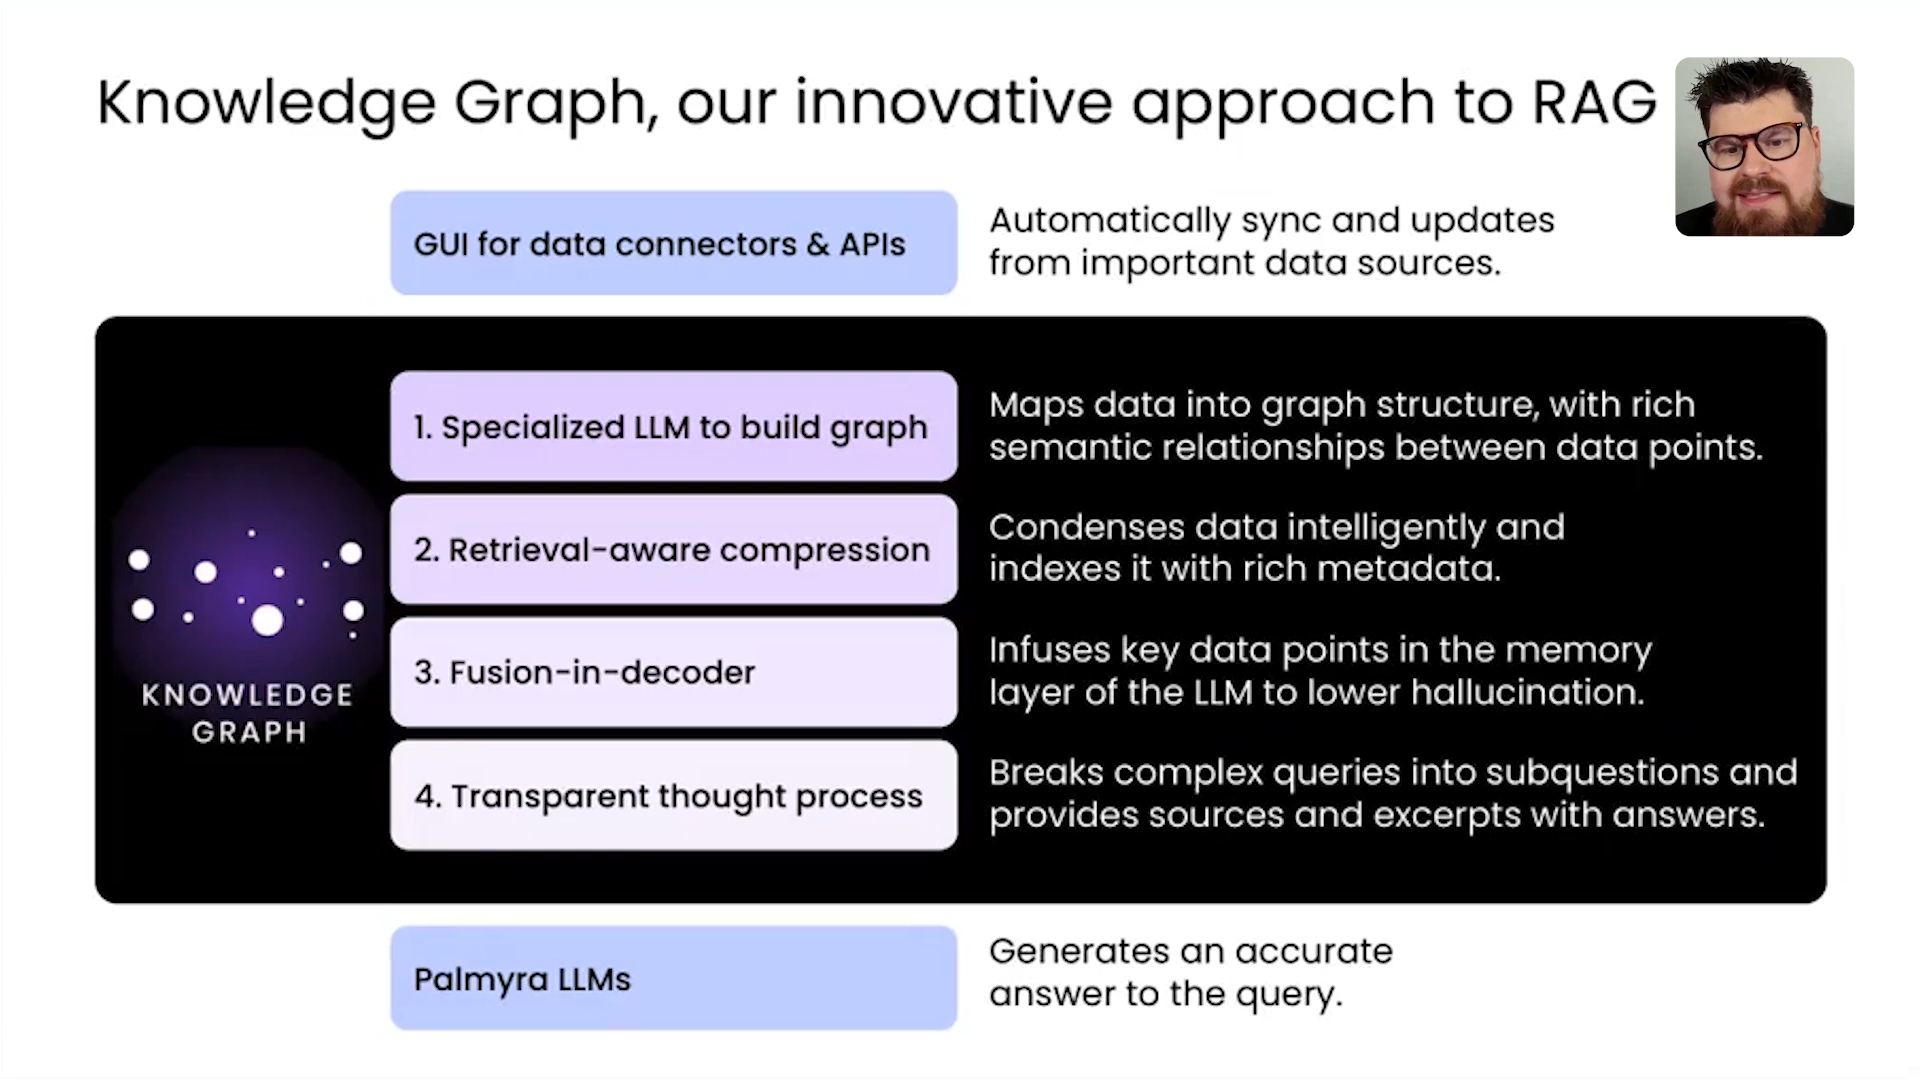 Knowledge Graph, our innovative approach to RAG
GUI for data connectors & APIs
Automatically sync and updates
from important data sources.
KNOWLEDGE
GRAPH
1. Specialized LLM to build graph
Maps data into graph structure, with rich
semantic relationships between data points.
2. Retrieval-aware compression
Condenses data intelligently and
indexes it with rich metadata.
3. Fusion-in-decoder
Infuses key data points in the memory
layer of the LLM to lower hallucination.
4. Transparent thought process
Breaks complex queries into subquestions and
provides sources and excerpts with answers.
Palmyra LLMs
Generates an accurate
answer to the query.